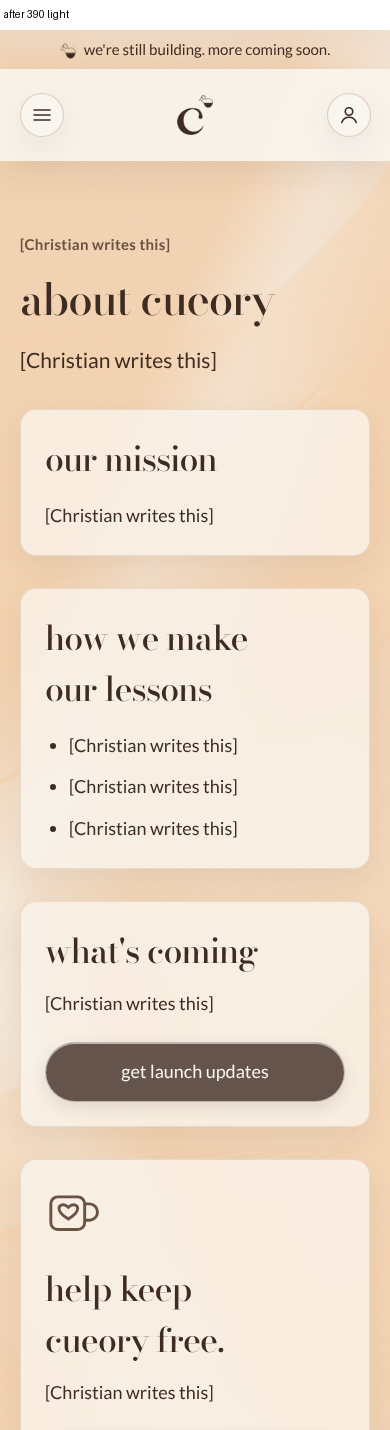 after 390 light
we're still building. more coming soon.
c
[Christian writes this]
about cueory
[Christian writes this]
our mission
[Christian writes this]
how we make
our lessons
• [Christian writes this]
• [Christian writes this]
• [Christian writes this]
what's coming
[Christian writes this]
get launch updates
help keep
cueory free.
[Christian writes this]